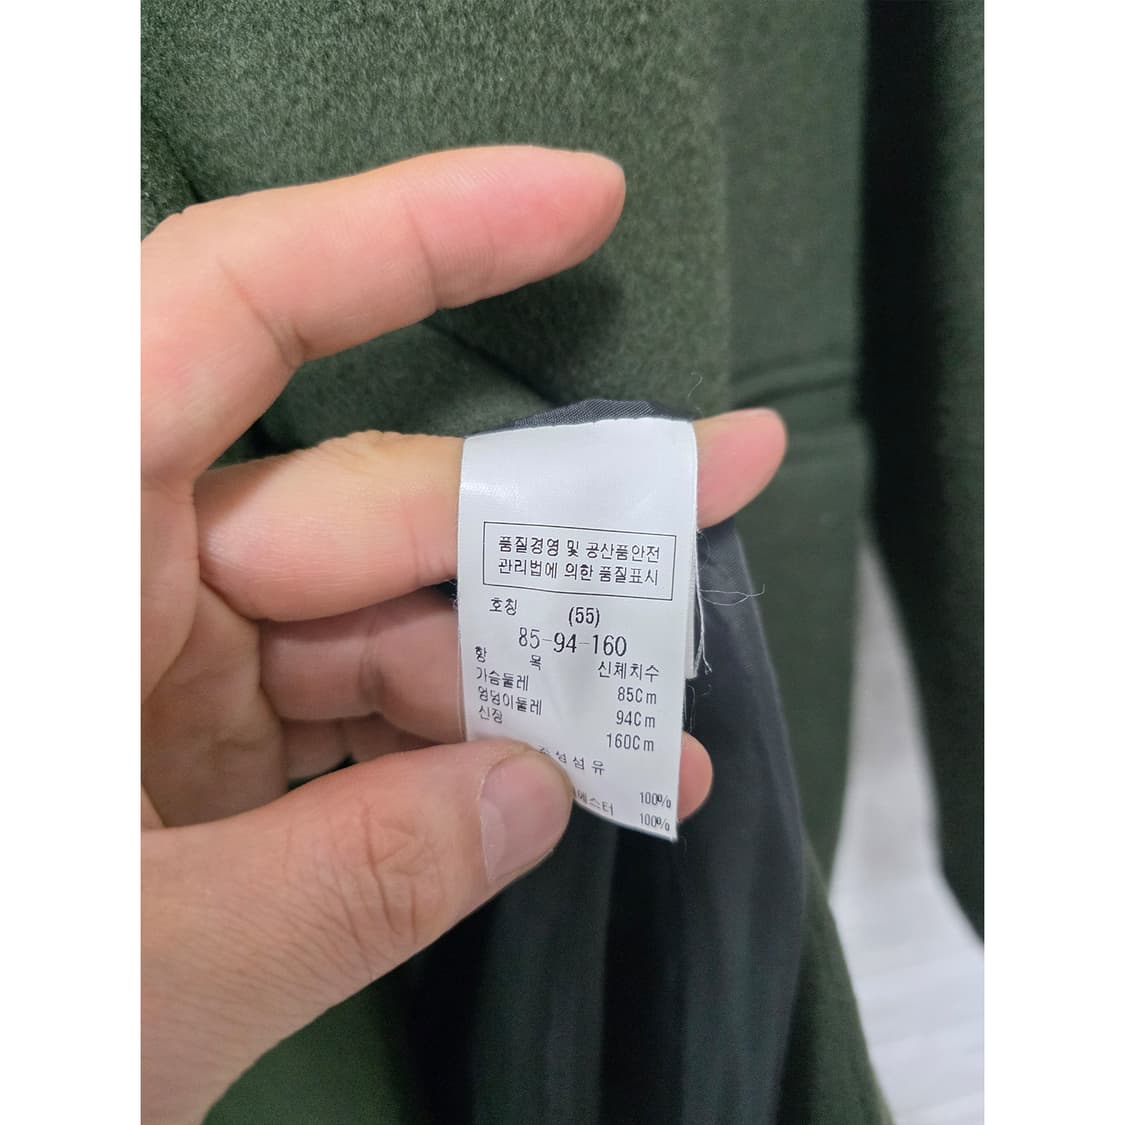 품질경영 및 공산품안전
관리법에 의한 품질표시
호칭 (55)
85-94-160
항 목 신체치수
가슴둘레 85Cm
엉덩이둘레 94Cm
신장 160Cm
섬유
100%
100%